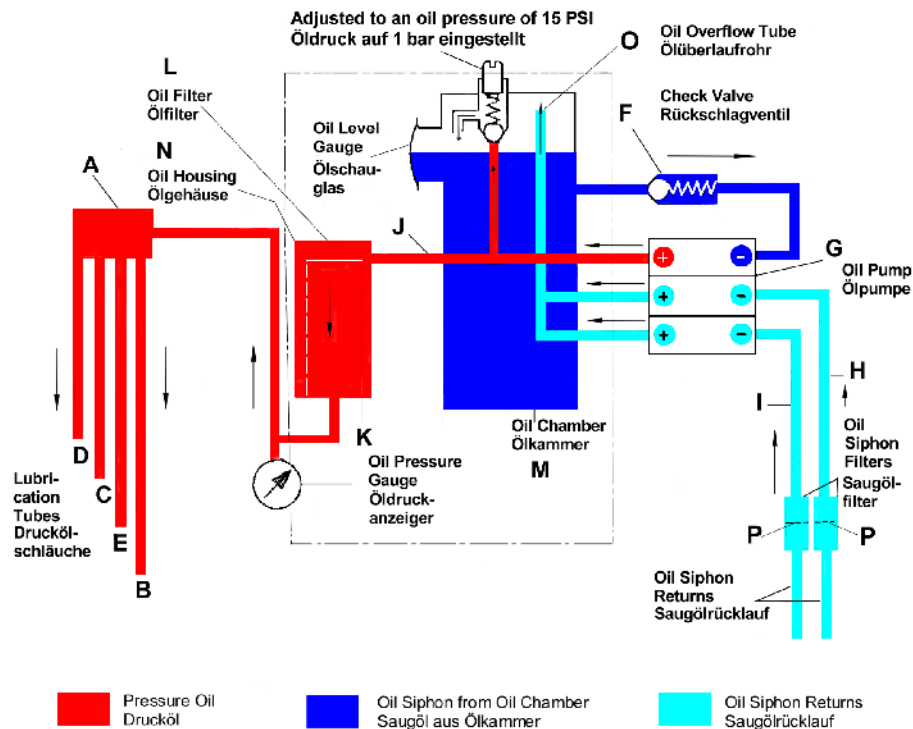 Adjusted to an oil pressure of 15 PSI
Öldruck auf 1 bar eingestellt
O
Oil Overflow Tube
Ölüberlaufrohr
L
Oil Filter
Ölfilter
N
Oil Housing
Ölgehäuse
Oil Level
Gauge
Ölschau-
glas
F
Check Valve
Rückschlagventil
A
J
G
Oil Pump
Ölpumpe
+
-
+
-
+
-
H
I
Oil
Siphon
Filters
Saugöl-
filter
D
C
E
B
Lubri-
cation
Tubes
Drucköl-
schläuche
K
Oil Pressure
Gauge
Öldruck-
anzeiger
Oil Chamber
Ölkammer
M
P
P
Oil Siphon
Returns
Saugölrücklauf
Pressure Oil
Drucköl
Oil Siphon from Oil Chamber
Saugöl aus Ölkammer
Oil Siphon Returns
Saugölrücklauf